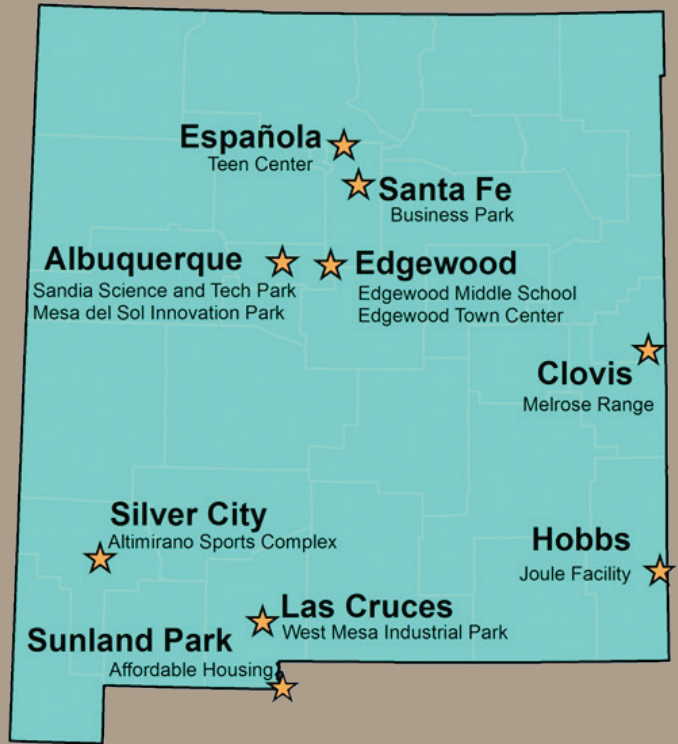 Española
Teen Center
Santa Fe
Business Park
Albuquerque
Sandia Science and Tech Park
Mesa del Sol Innovation Park
Edgewood
Edgewood Middle School
Edgewood Town Center
Clovis
Melrose Range
Silver City
Altimirano Sports Complex
Hobbs
Joule Facility
Las Cruces
West Mesa Industrial Park
Sunland Park
Affordable Housing